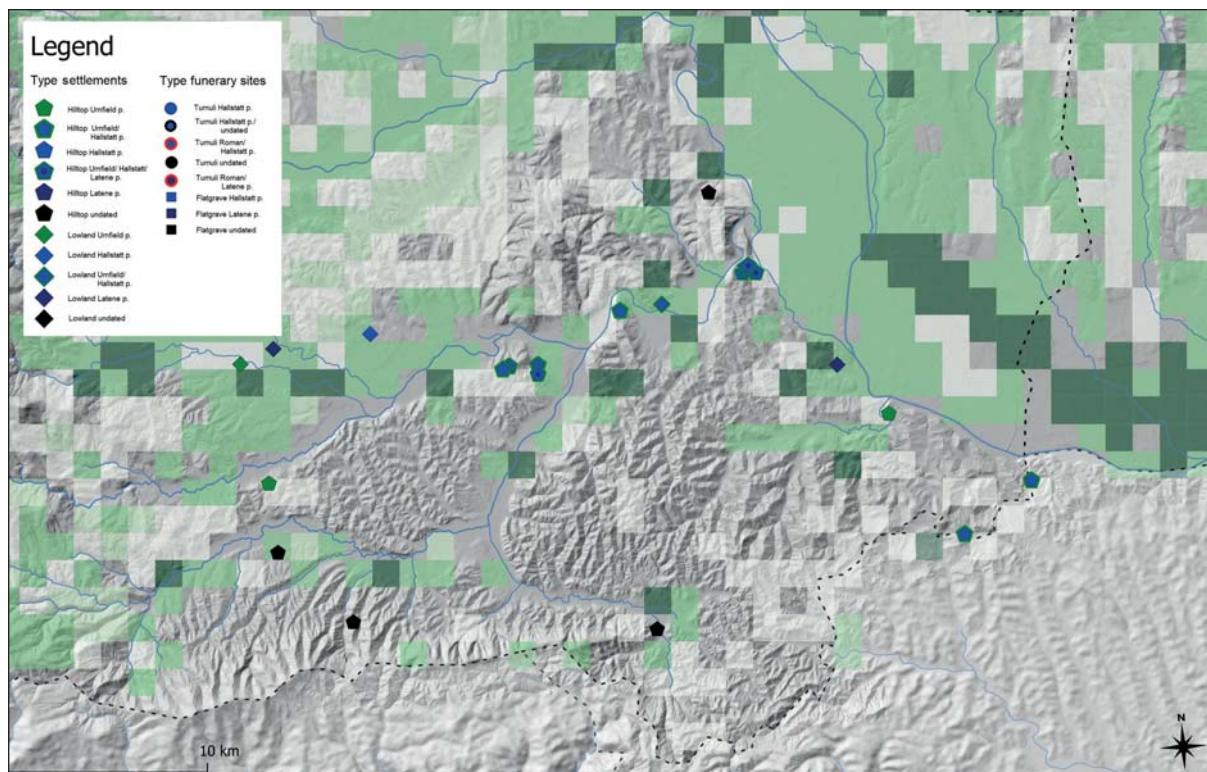 Legend
Type settlements
Hilltop Urnfield p.
Hilltop Urnfield/
Hallstatt p.
Hilltop Hallstatt p.
Hilltop Urnfield/ Hallstatt/
Latene p.
Hilltop Latene p.
Hilltop undated
Lowland Urnfield p.
Lowland Hallstatt p.
Lowland Urnfield/
Hallstatt p.
Lowland Latene p.
Lowland undated
Type funerary sites
Tumuli Hallstatt p.
Tumuli Hallstatt p./
undated
Tumuli Roman/
Hallstatt p.
Tumuli undated
Tumuli Roman/
Latene p.
Flatgrave Hallstatt p.
Flatgrave Latene p.
Flatgrave undated
10 km
N